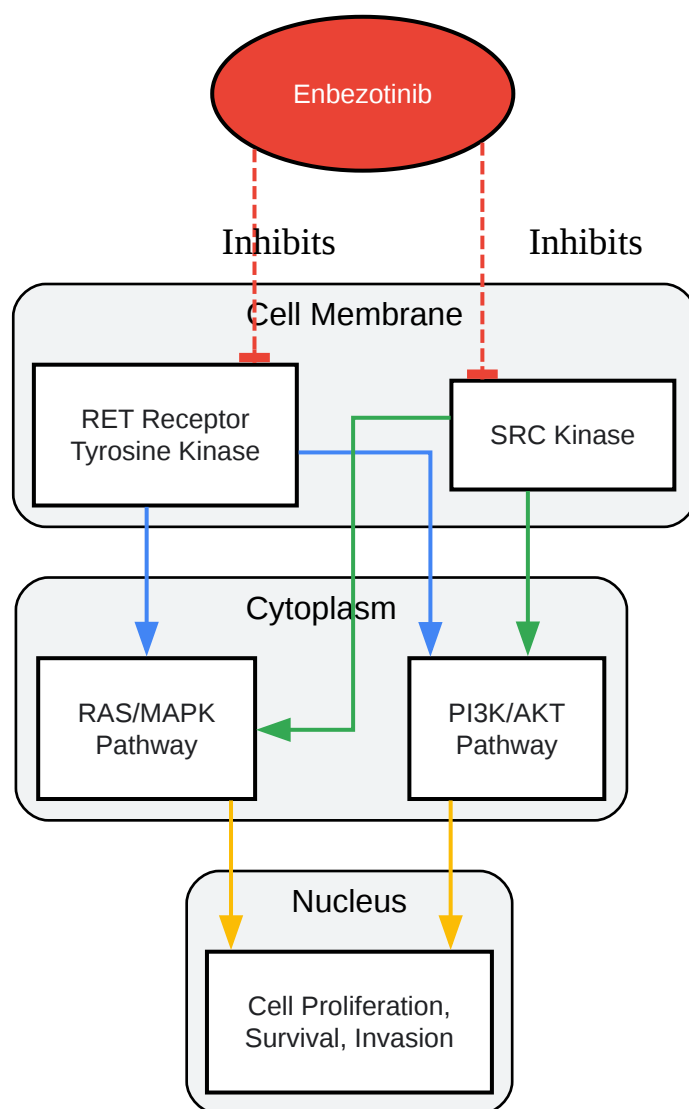 Enbezotinib
Inhibits
Inhibits
Cell Membrane
RET Receptor
Tyrosine Kinase
SRC Kinase
Cytoplasm
RAS/MAPK
Pathway
PI3K/AKT
Pathway
Nucleus
Cell Proliferation,
Survival, Invasion